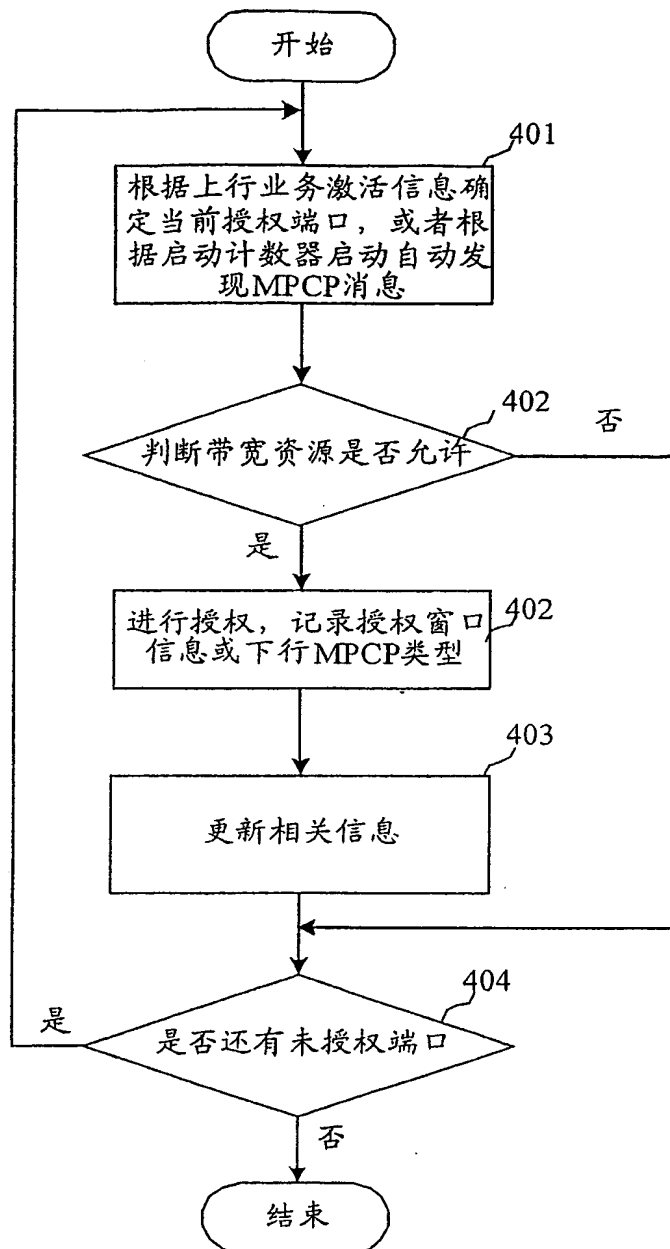 开始
401
根据上行业务激活信息确
定当前授权端口，或者根
据启动计数器启动自动发
现MPCP消息
402
否
判断带宽资源是否允许
是
402
进行授权，记录授权窗口
信息或下行MPCP类型
403
更新相关信息
404
是
是否还有未授权端口
否
结束